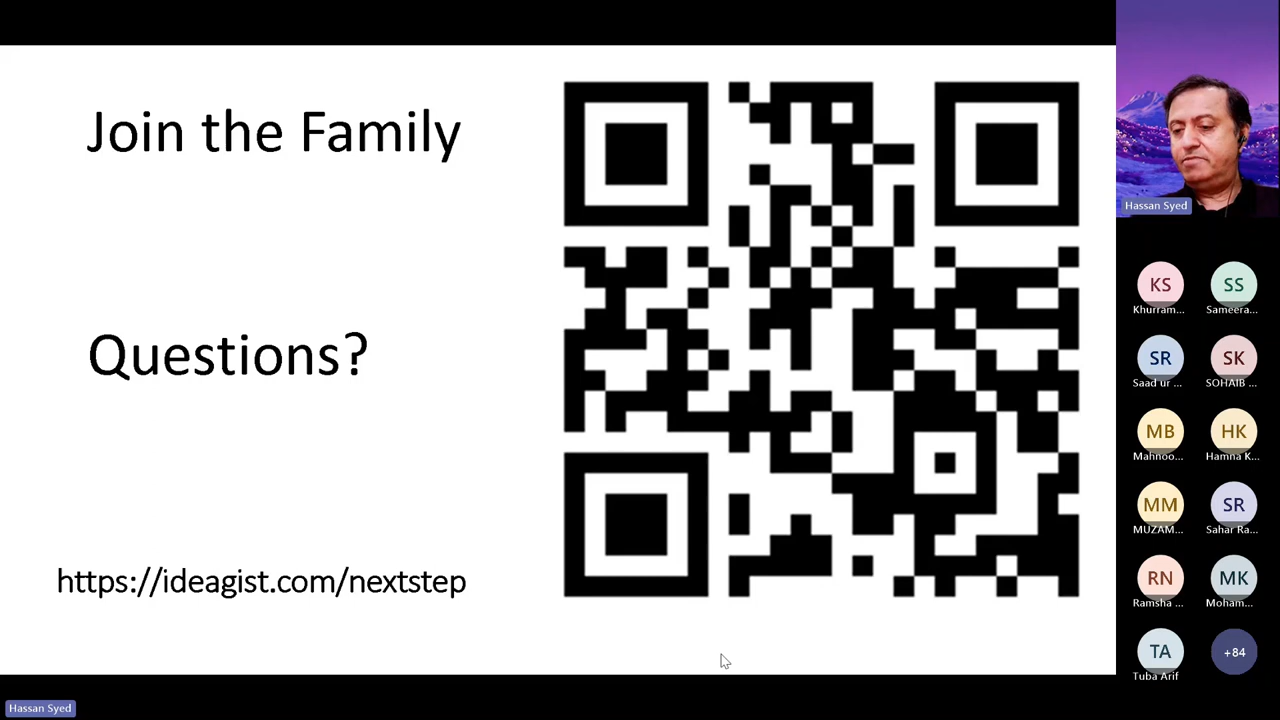 Join the Family
Questions?
https://ideagist.com/nextstep
Hassan Syed
KS
SS
Khurram...
Sameera...
SR
SK
Saad ur ...
SOHAIB ...
MB
HK
Mahnoo...
Hamna K...
MM
SR
MUZAM...
Sahar Ra...
RN
MK
Ramsha ...
Moham...
TA
+84
Tuba Arif
Hassan Syed